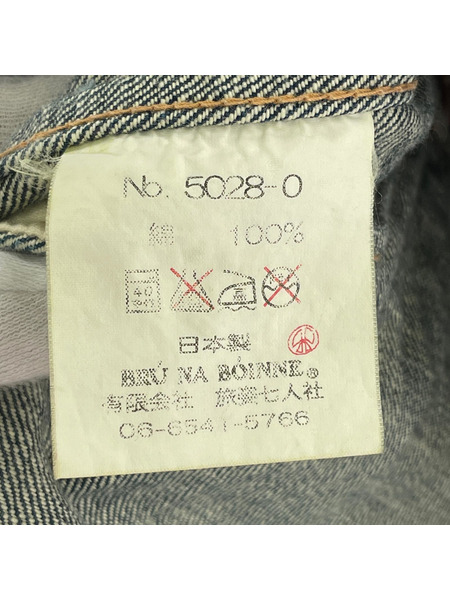 No. 5028-0
綿 100%
40
日本製
BRÚ NA BÓINNE®
有限会社 旅籠七人社
06-6541-5766